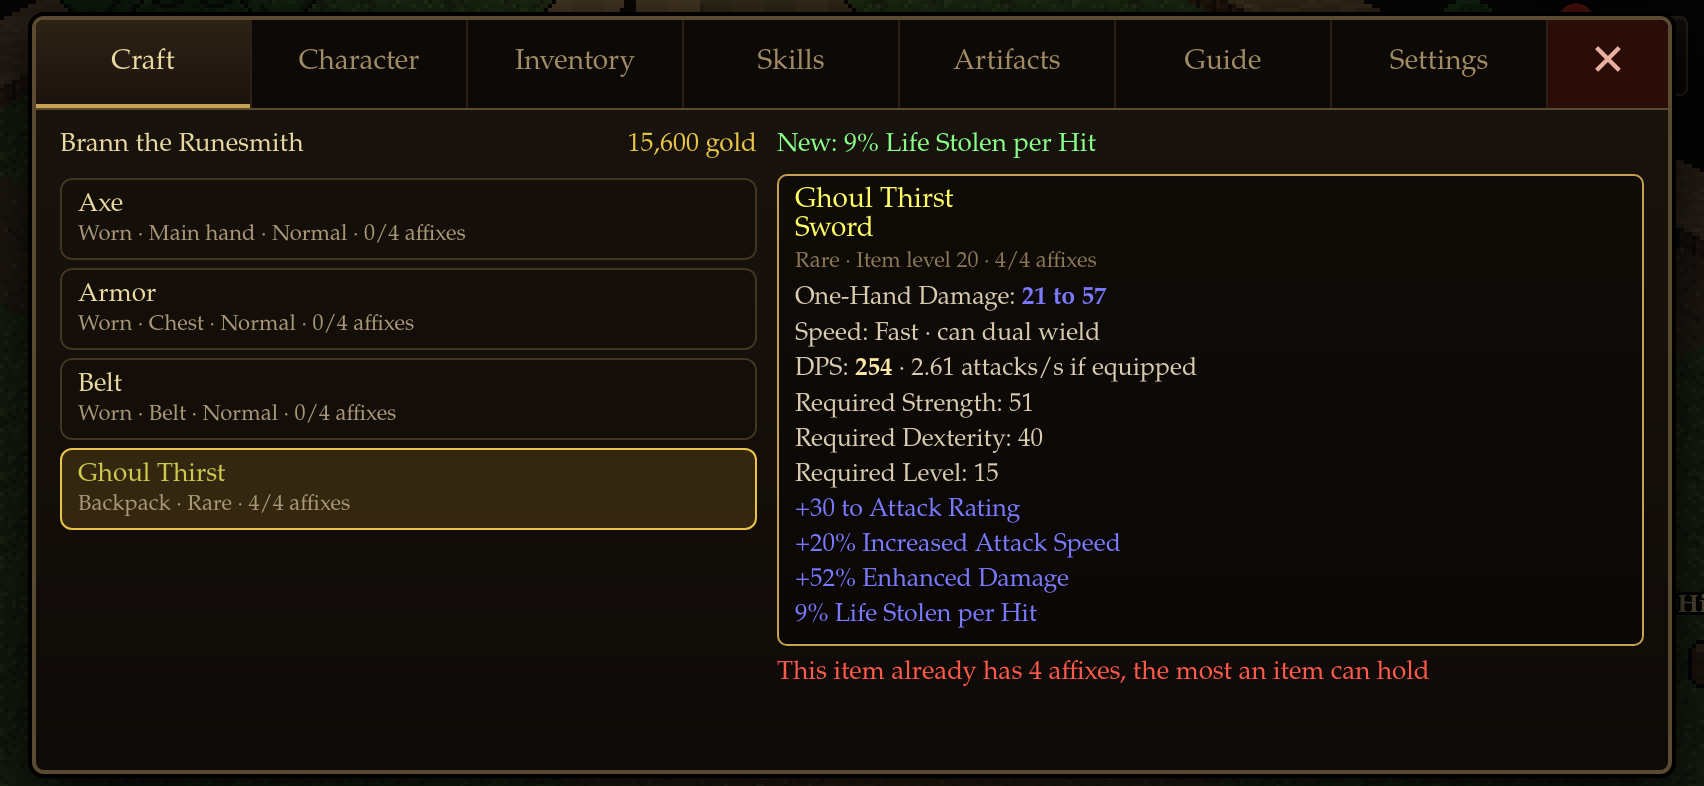 Craft
Character
Inventory
Skills
Artifacts
Guide
Settings
✕
Brann the Runesmith
15,600 gold
Axe
Worn · Main hand · Normal · 0/4 affixes
Armor
Worn · Chest · Normal · 0/4 affixes
Belt
Worn · Belt · Normal · 0/4 affixes
Ghoul Thirst
Backpack · Rare · 4/4 affixes
New: 9% Life Stolen per Hit
Ghoul Thirst
Sword
Rare · Item level 20 · 4/4 affixes
One-Hand Damage: 21 to 57
Speed: Fast · can dual wield
DPS: 254 · 2.61 attacks/s if equipped
Required Strength: 51
Required Dexterity: 40
Required Level: 15
+30 to Attack Rating
+20% Increased Attack Speed
+52% Enhanced Damage
9% Life Stolen per Hit
This item already has 4 affixes, the most an item can hold